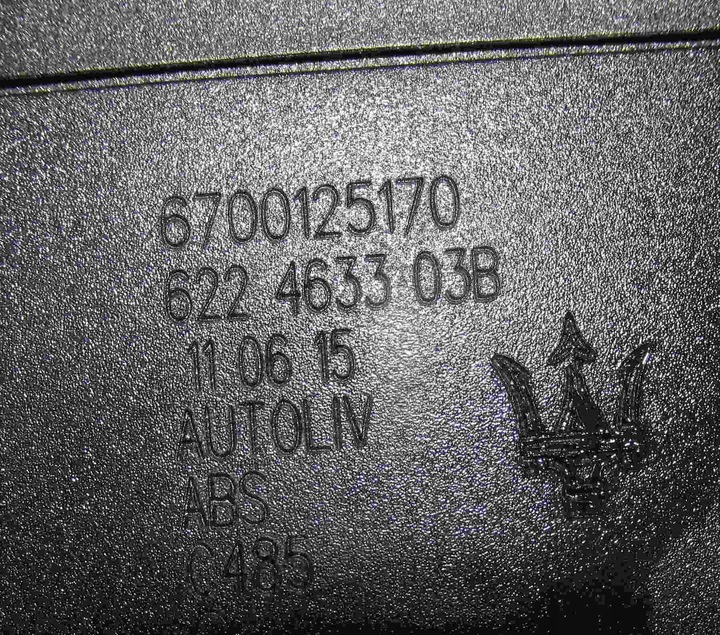 6700125170
622 4633 03B
11 06 15
AUTOLIV
ABS
C485